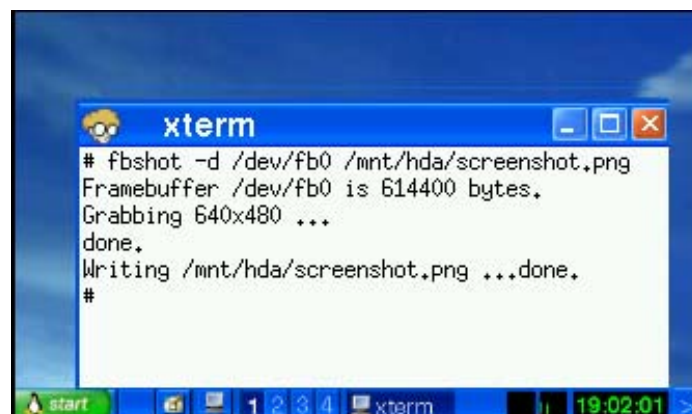 xterm
# fbshot -d /dev/fb0 /mnt/hda/screenshot.png
Framebuffer /dev/fb0 is 614400 bytes.
Grabbing 640x480 ...
done.
Writing /mnt/hda/screenshot.png ...done.
#
start 1 2 3 4 xterm 19:02:01